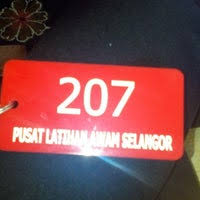 207
PUSAT LATIHAN AWAM SELANGOR